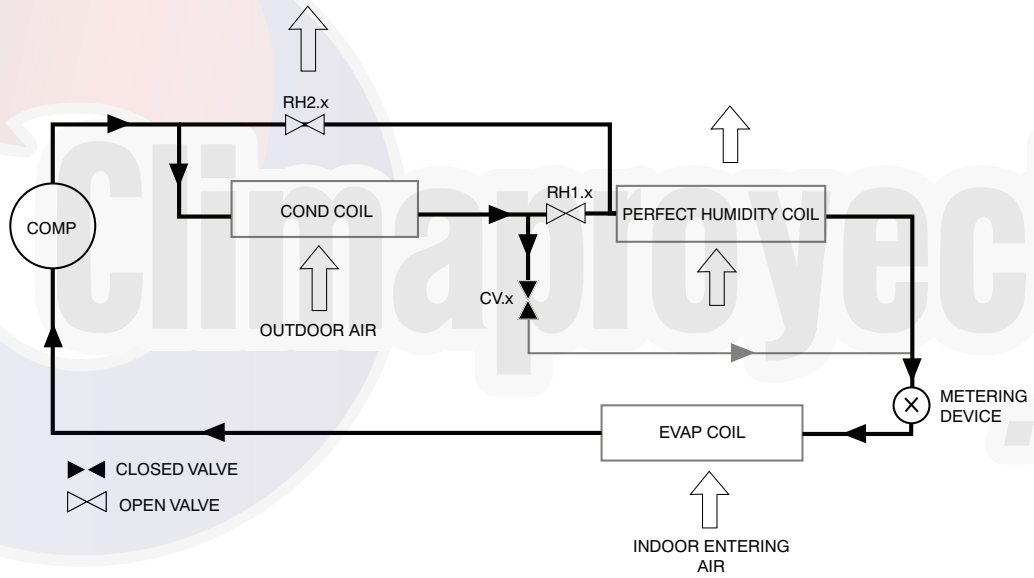 RH2.x
Climaproyec
COMP
COND COIL
RH1.x
PERFECT HUMIDITY COIL
CV.x
OUTDOOR AIR
METERING
DEVICE
EVAP COIL
CLOSED VALVE
OPEN VALVE
INDOOR ENTERING
AIR